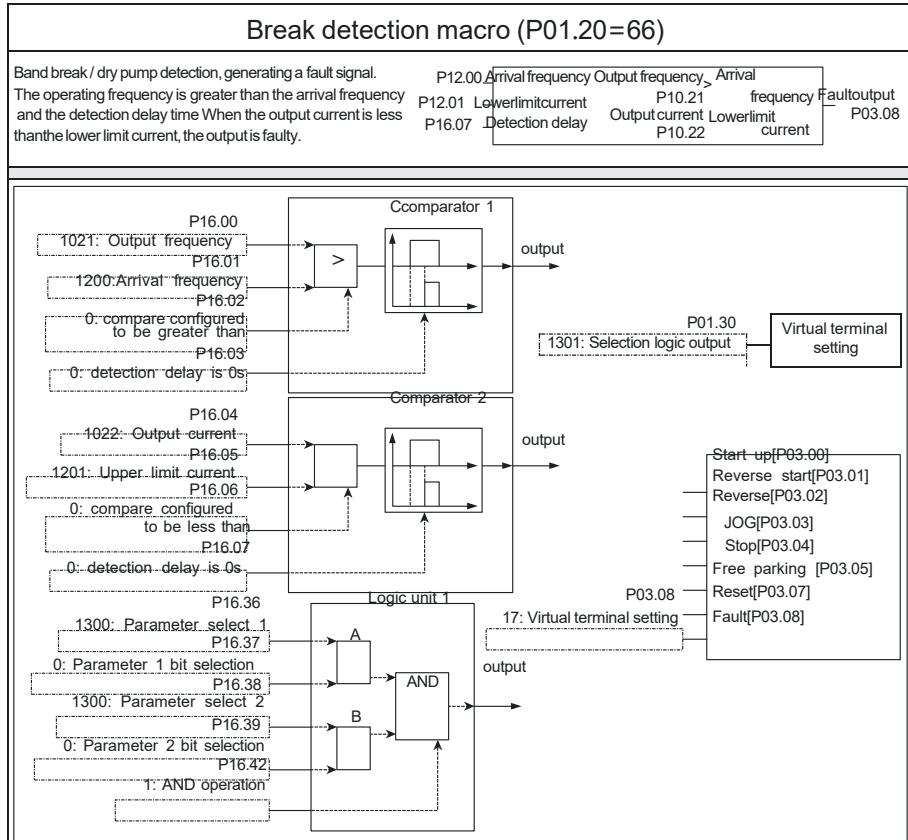 Break detection macro (P01.20=66)
Band break / dry pump detection, generating a fault signal.
The operating frequency is greater than the arrival frequency
and the detection delay time When the output current is less
thanthe lower limit current, the output is faulty.
P12.00 Arrival frequency Output frequency > Arrival
P10.21 frequency Faultoutput
P12.01 Lowerlimitcurrent
Output current Lowerlimit P03.08
P16.07 Detection delay
P10.22 current
Ccomparator 1
P16.00
1021: Output frequency
P16.01
1200:Arrival frequency
P16.02
0: compare configured
to be greater than
P16.03
0: detection delay is 0s
>
output
P01.30
1301: Selection logic output
Virtual terminal
setting
Comparator 2
P16.04
1022: Output current
P16.05
1201: Upper limit current
P16.06
0: compare configured
to be less than
P16.07
0: detection delay is 0s
output
Start up[P03.00]
Reverse start[P03.01]
Reverse[P03.02]
JOG[P03.03]
Stop[P03.04]
Free parking [P03.05]
Reset[P03.07]
Fault[P03.08]
P03.08
17: Virtual terminal setting
Logic unit 1
P16.36
1300: Parameter select 1
P16.37
0: Parameter 1 bit selection
P16.38
1300: Parameter select 2
P16.39
0: Parameter 2 bit selection
P16.42
1: AND operation
A
B
AND
output